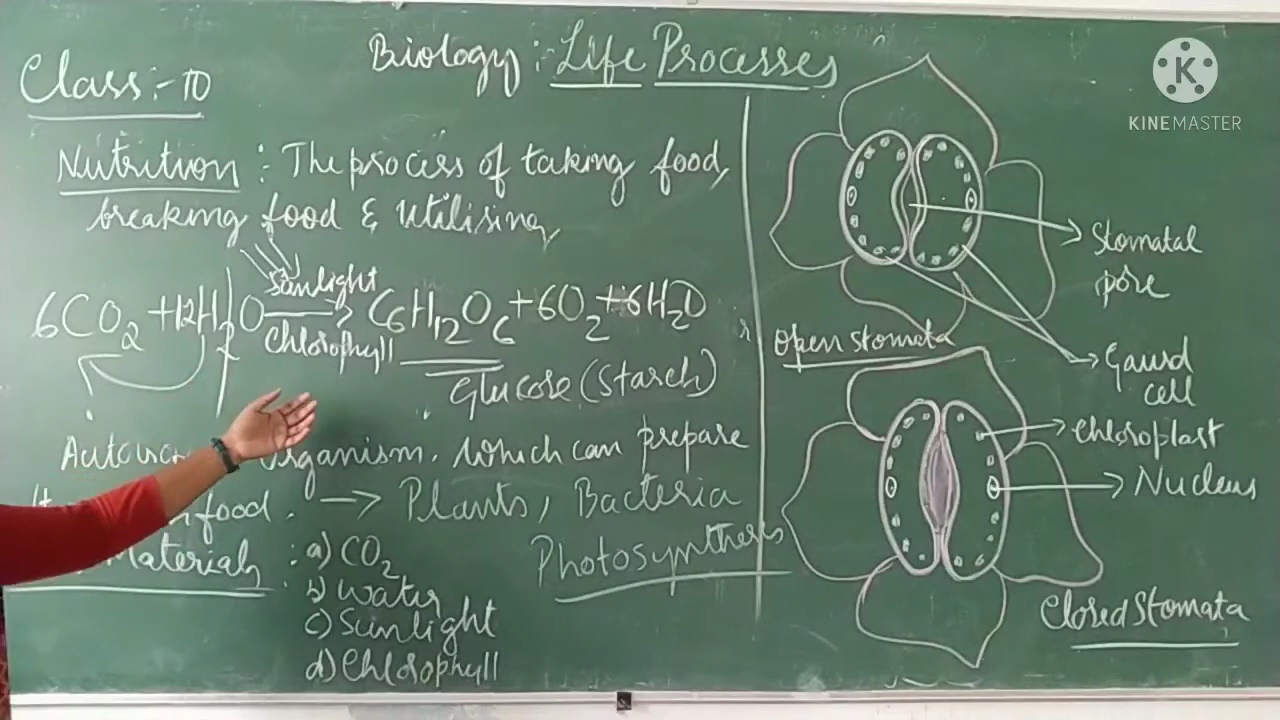 Biology : Life Processes
Class :- 10
Nutrition : The process of taking food,
breaking food & Utilising
Sunlight
6CO2 + 12H2O → C6H12O6 + 6O2 + 6H2O
Chlorophyll
Glucose (Starch)
organism. which can prepare
food. → Plants, Bacteria
Materials : a) CO2
b) Water
c) Sunlight
d) Chlorophyll
Photosynthesis
Stomatal
pore
Open Stomata
Gaurd
cell
Chloroplast
Nucleus
Closed Stomata
K
KINEMASTER